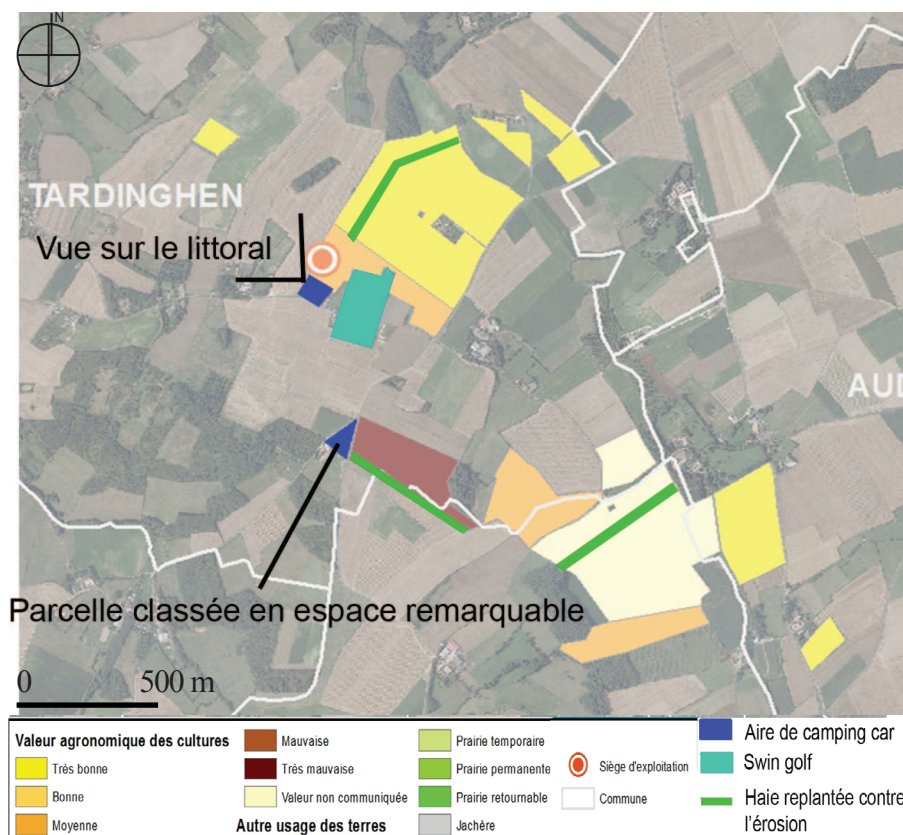 N
TARDINGHEN
Vue sur le littoral
AUD
Parcelle classée en espace remarquable
0 500 m
Valeur agronomique des cultures
Très bonne
Bonne
Moyenne
Mauvaise
Très mauvaise
Valeur non communiquée
Autre usage des terres
Prairie temporaire
Prairie permanente
Prairie retournable
Jachère
Siège d'exploitation
Commune
Aire de camping car
Swin golf
Haie replantée contre
l'érosion